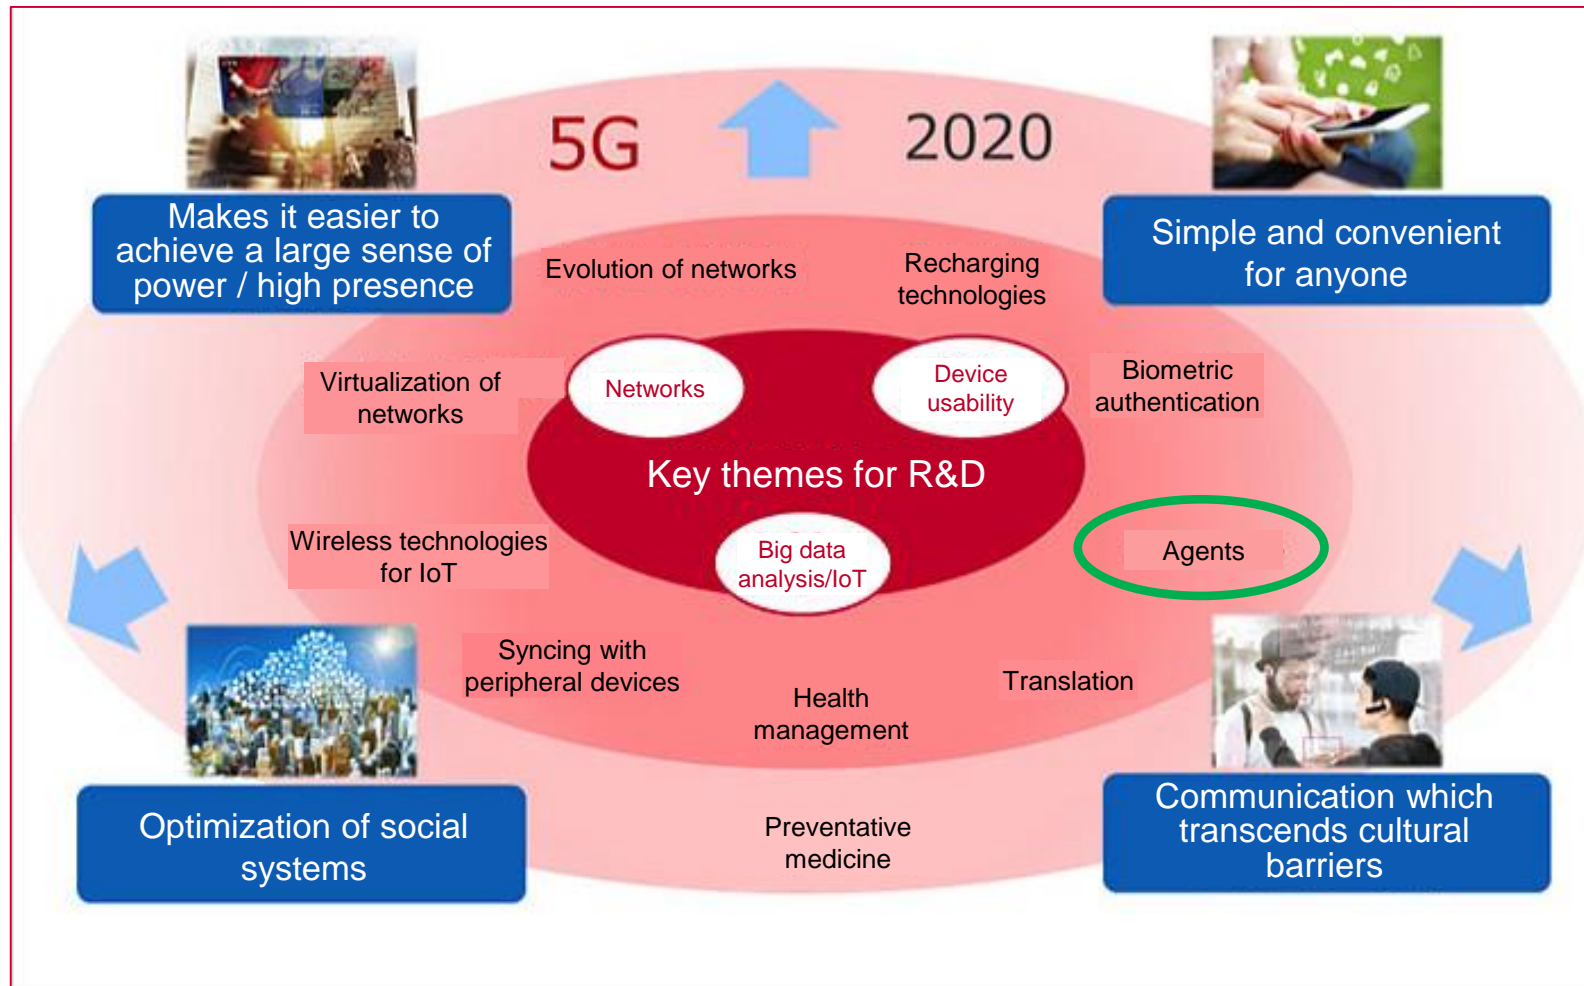 5G
2020
Makes it easier to
achieve a large sense of
power / high presence
Simple and convenient
for anyone
Evolution of networks
Recharging
technologies
Virtualization of
networks
Networks
Device
usability
Biometric
authentication
Key themes for R&D
Wireless technologies
for IoT
Big data
analysis/IoT
Agents
Syncing with
peripheral devices
Health
management
Translation
Optimization of social
systems
Preventative
medicine
Communication which
transcends cultural
barriers